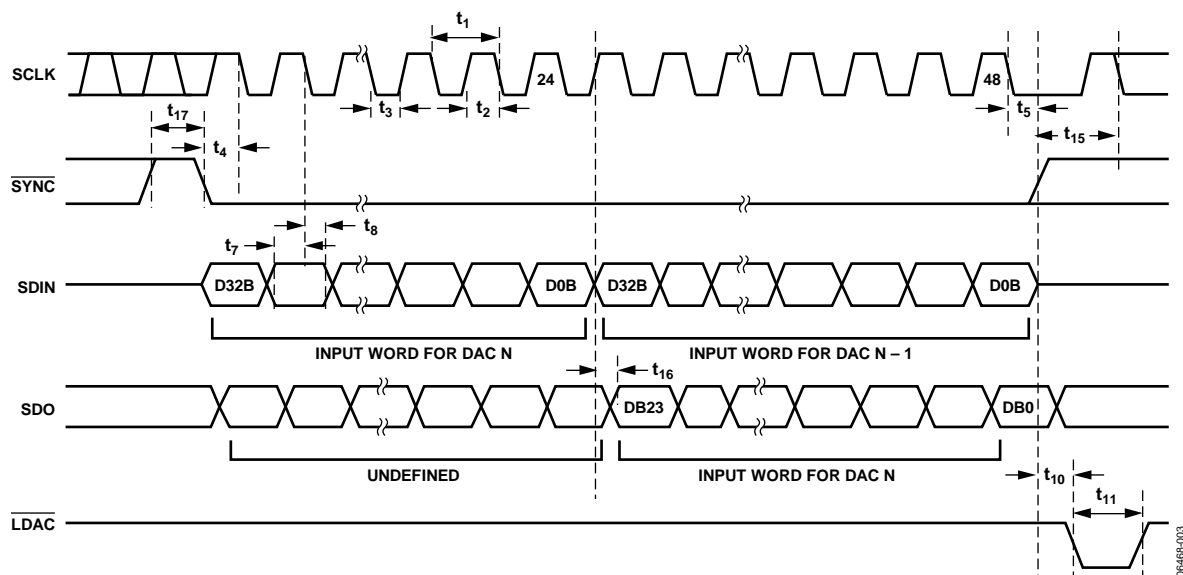 t1
SCLK
24
48
t3
t2
t5
t17
t4
t15
SYNC
t7
t8
SDIN
D32B
D0B
D32B
D0B
INPUT WORD FOR DAC N
INPUT WORD FOR DAC N – 1
t16
SDO
DB23
DB0
UNDEFINED
INPUT WORD FOR DAC N
t10
t11
LDAC
06468-003